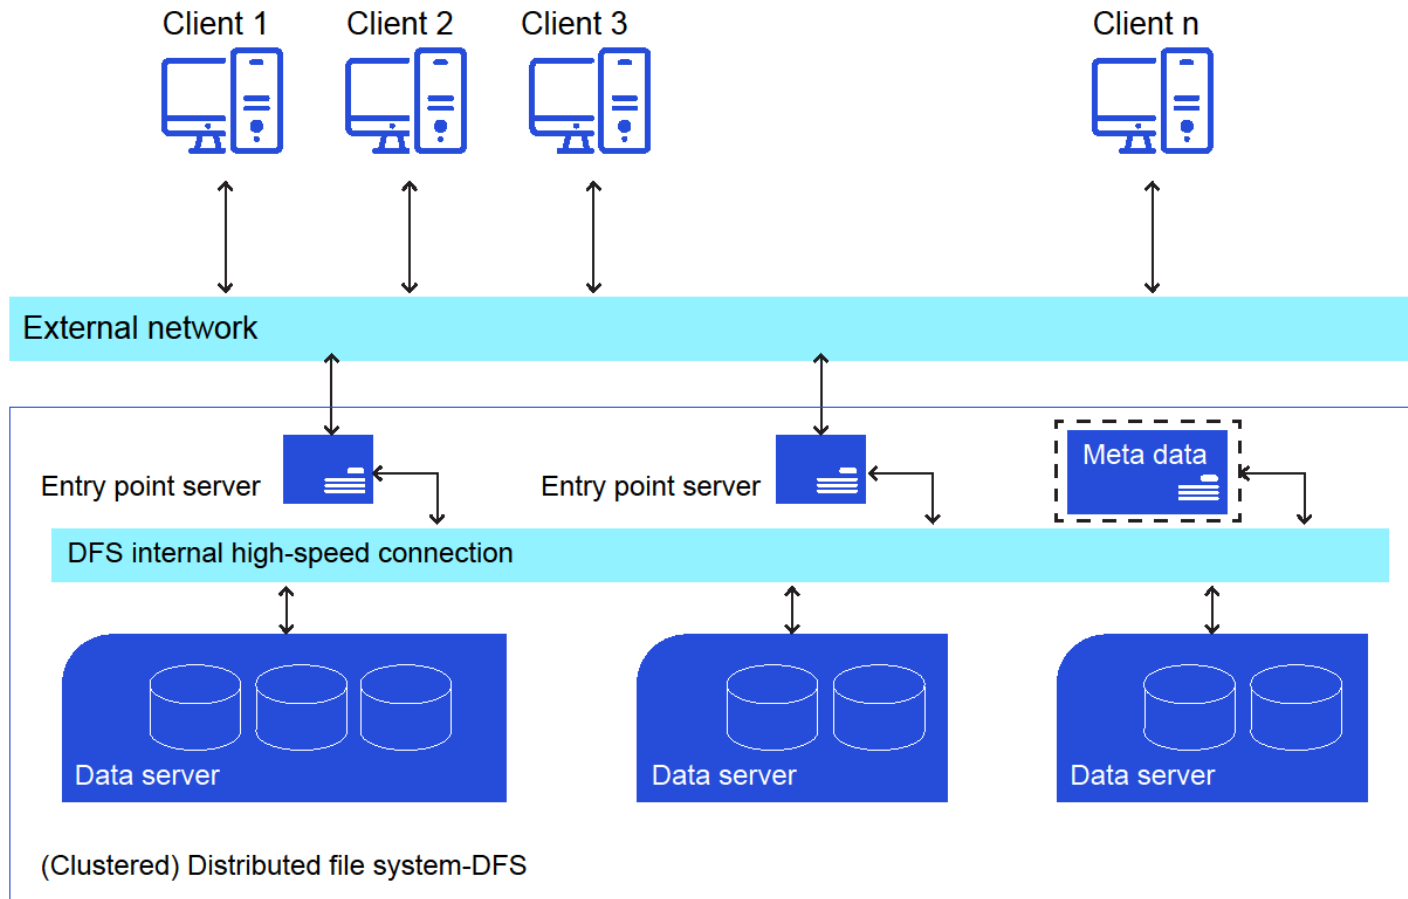 Client 1
Client 2
Client 3
Client n
External network
Entry point server
Entry point server
Meta data
DFS internal high-speed connection
Data server
Data server
Data server
(Clustered) Distributed file system-DFS